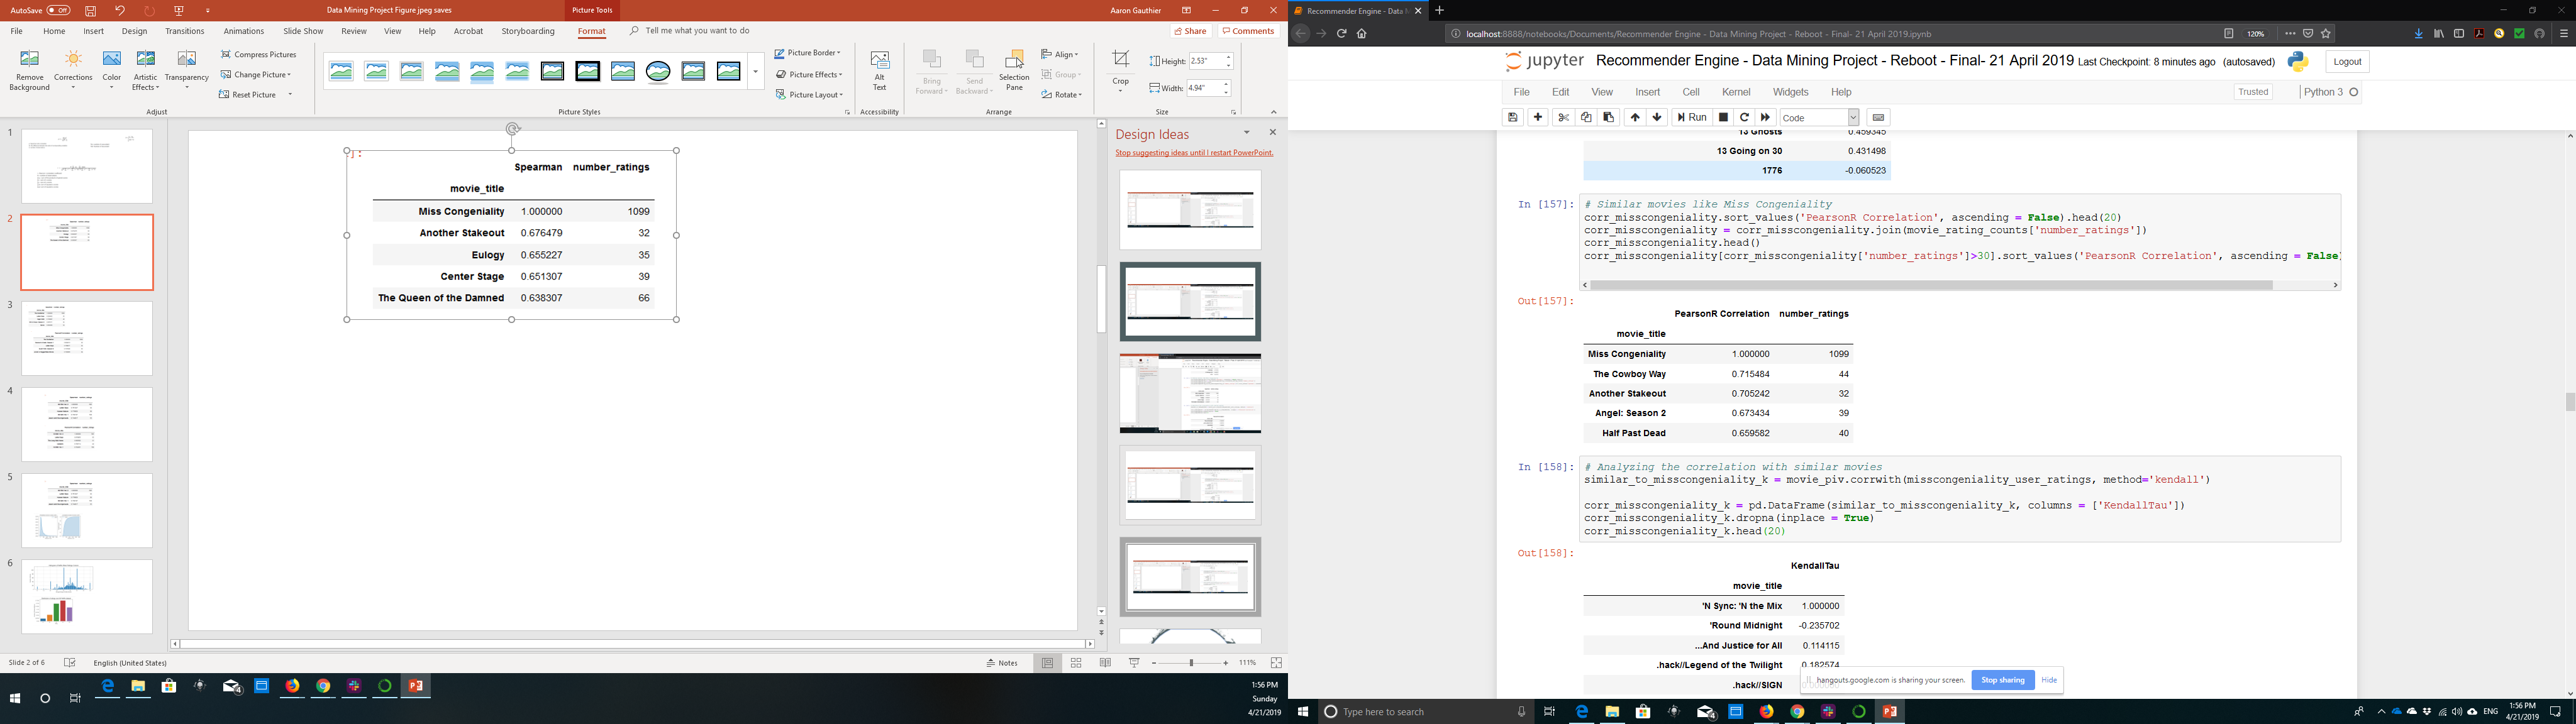 AutoSave Off
Data Mining Project Figure jpeg saves
Picture Tools
Aaron Gauthier
File Home Insert Design Transitions Animations Slide Show Review View Help Acrobat Storyboarding Format Tell me what you want to do
Share Comments
Remove Background
Corrections
Color
Artistic Effects
Transparency
Compress Pictures
Change Picture
Reset Picture
Adjust
Picture Styles
Picture Border
Picture Effects
Picture Layout
Alt Text
Accessibility
Bring Forward
Send Backward
Selection Pane
Align
Group
Rotate
Arrange
Crop
Height: 2.53"
Width: 4.94"
Size
1
2
3
4
5
6
]:
Spearman number_ratings
movie_title
Miss Congeniality 1.000000 1099
Another Stakeout 0.676479 32
Eulogy 0.655227 35
Center Stage 0.651307 39
The Queen of the Damned 0.638307 66
Design Ideas
Stop suggesting ideas until I restart PowerPoint.
Slide 2 of 6 English (United States)
Notes
111%
4
1:56 PM
Sunday
4/21/2019
Recommender Engine - Data M
localhost:8888/notebooks/Documents/Recommender Engine - Data Mining Project - Reboot - Final- 21 April 2019.ipynb
120%
jupyter Recommender Engine - Data Mining Project - Reboot - Final- 21 April 2019 Last Checkpoint: 8 minutes ago (autosaved)
Logout
File Edit View Insert Cell Kernel Widgets Help
Trusted Python 3
Run Code
13 Ghosts 0.459345
13 Going on 30 0.431498
1776 -0.060523
In [157]: # Similar movies like Miss Congeniality
corr_misscongeniality.sort_values('PearsonR Correlation', ascending = False).head(20)
corr_misscongeniality = corr_misscongeniality.join(movie_rating_counts['number_ratings'])
corr_misscongeniality.head()
corr_misscongeniality[corr_misscongeniality['number_ratings']>30].sort_values('PearsonR Correlation', ascending = False)
Out[157]:
PearsonR Correlation number_ratings
movie_title
Miss Congeniality 1.000000 1099
The Cowboy Way 0.715484 44
Another Stakeout 0.705242 32
Angel: Season 2 0.673434 39
Half Past Dead 0.659582 40
In [158]: # Analyzing the correlation with similar movies
similar_to_misscongeniality_k = movie_piv.corrwith(misscongeniality_user_ratings, method='kendall')
corr_misscongeniality_k = pd.DataFrame(similar_to_misscongeniality_k, columns = ['KendallTau'])
corr_misscongeniality_k.dropna(inplace = True)
corr_misscongeniality_k.head(20)
Out[158]:
KendallTau
movie_title
'N Sync: 'N the Mix 1.000000
'Round Midnight -0.235702
...And Justice for All 0.114115
.hack//Legend of the Twilight 0.182574
.hack//SIGN
hangouts.google.com is sharing your screen. Stop sharing Hide
Type here to search
4
ENG
1:56 PM
4/21/2019